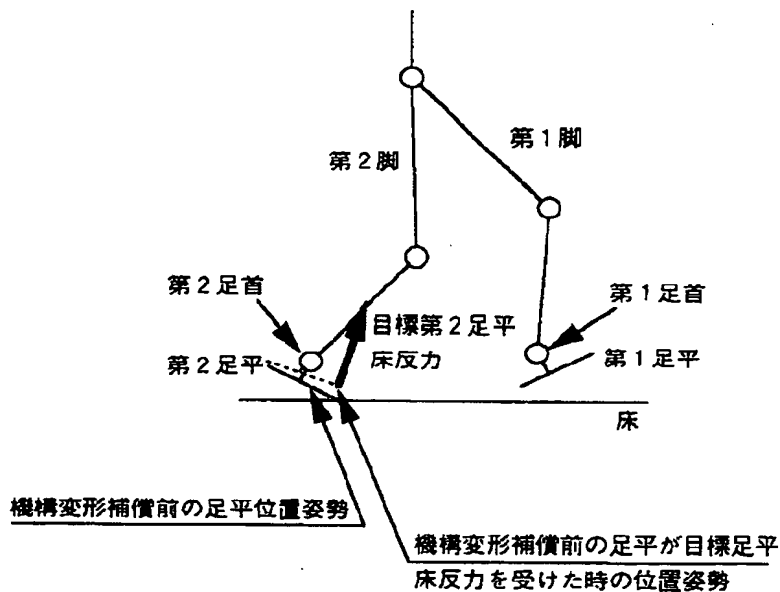 第1脚
第2脚
第2足首
第1足首
目標第2足平
床反力
第2足平
第1足平
床
機構変形補償前の足平位置姿勢
機構変形補償前の足平が目標足平
床反力を受けた時の位置姿勢